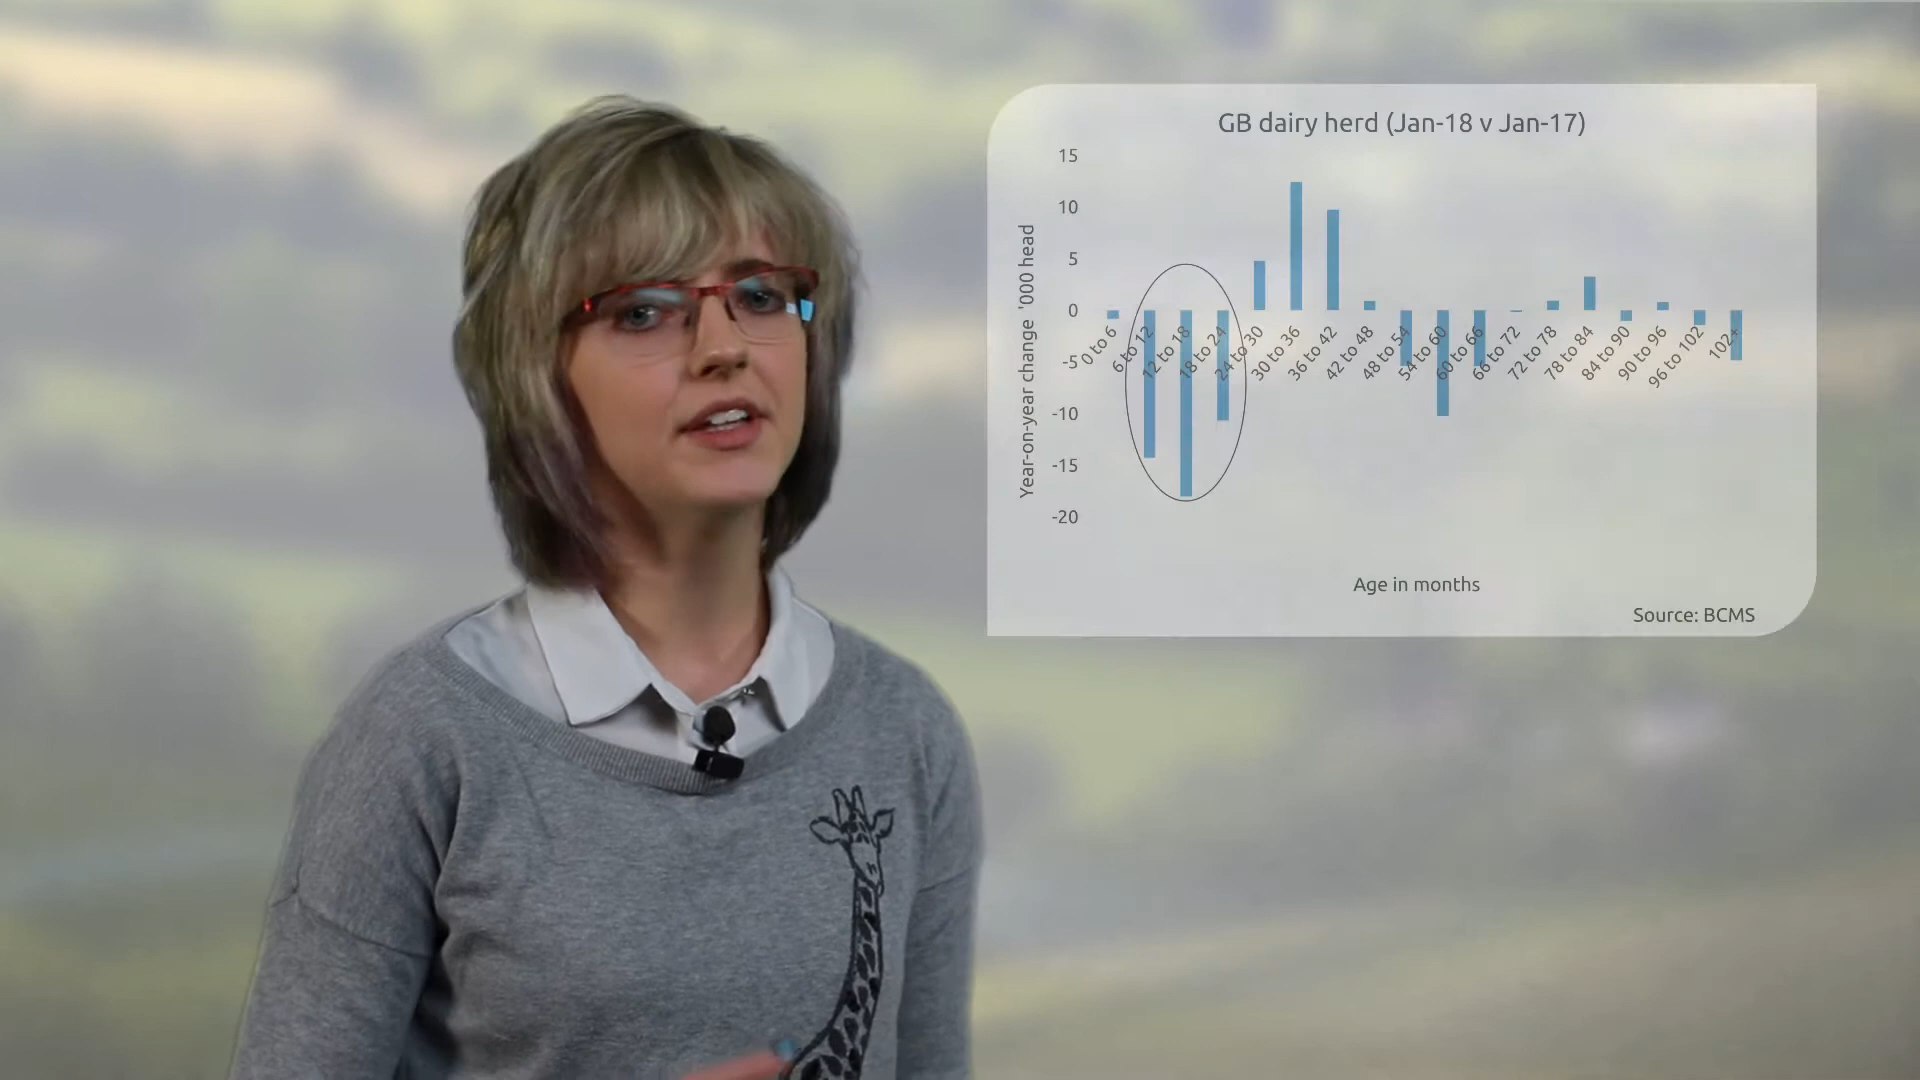 GB dairy herd (Jan-18 v Jan-17)
15
10
5
0
-5
-10
-15
-20
Year-on-year change '000 head
0 to 6
6 to 12
12 to 18
18 to 24
24 to 30
30 to 36
36 to 42
42 to 48
48 to 54
54 to 60
60 to 66
66 to 72
72 to 78
78 to 84
84 to 90
90 to 96
96 to 102
102+
Age in months
Source: BCMS